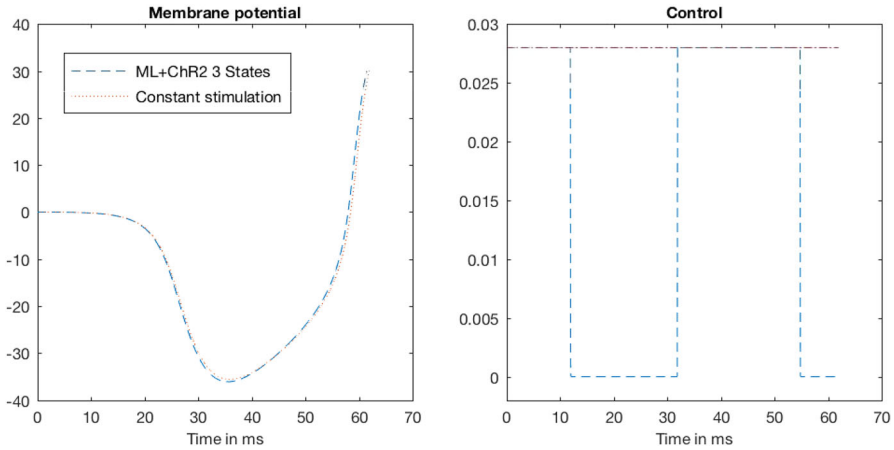 Membrane potential
40
30
20
10
0
-10
-20
-30
-40
ML+ChR2 3 States
Constant stimulation
0 10 20 30 40 50 60 70
Time in ms
Control
0.03
0.025
0.02
0.015
0.01
0.005
0
0 10 20 30 40 50 60 70
Time in ms